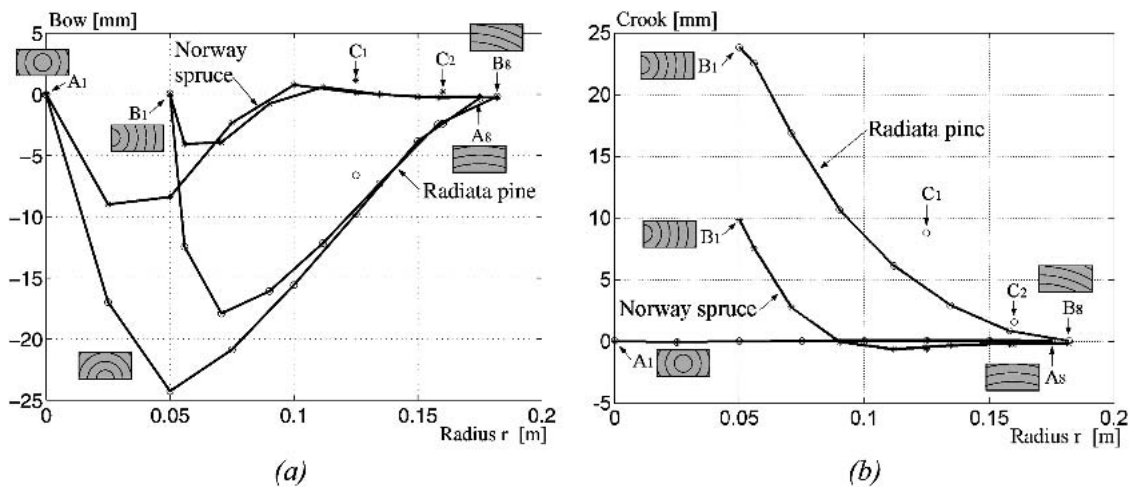 Bow [mm]
5
0
−5
−10
−15
−20
−25
0
0.05
0.1
0.15
0.2
Radius r [m]
A1
B1
Norway
spruce
C1
C2
B8
A8
Radiata pine
(a)
Crook [mm]
25
20
15
10
5
0
-5
0
0.05
0.1
0.15
0.2
Radius r [m]
B1
Radiata pine
C1
B1
Norway spruce
C2
B8
A1
A8
(b)